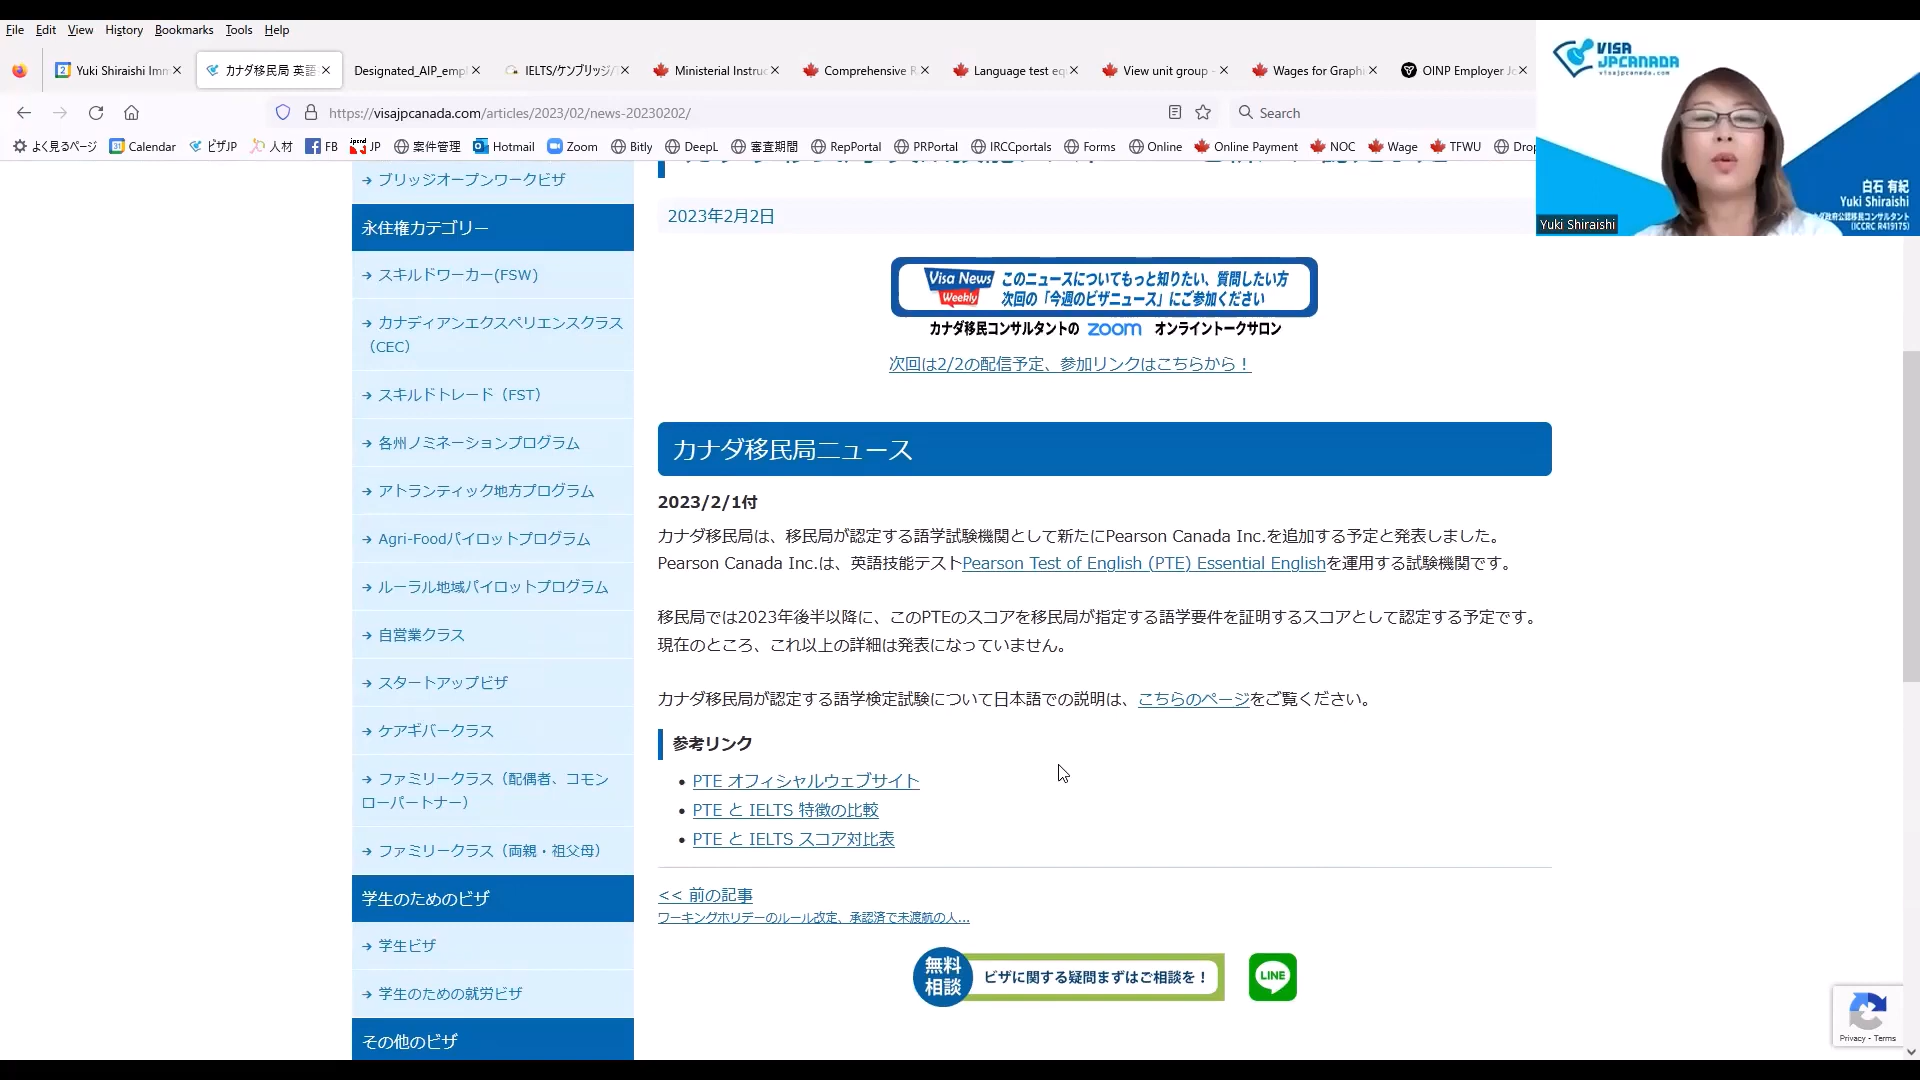 File Edit View History Bookmarks Tools Help
Yuki Shiraishi Imm
カナダ移民局 英語
Designated_AIP_empl
IELTS/ケンブリッジ/T
Ministerial Instruc
Comprehensive R
Language test eq
View unit group -
Wages for Graphi
OINP Employer Jo
https://visajpcanada.com/articles/2023/02/news-20230202/
Search
よく見るページ Calendar ビザJP 人材 FB JP 案件管理 Hotmail Zoom Bitly DeepL 審査期間 RepPortal PRPortal IRCCportals Forms Online Online Payment NOC Wage TFWU Drop
VISA
JPCANADA
visajpcanada.com
白石 有紀
Yuki Shiraishi
ダ政府公認移民コンサルタント
(ICCRC R419175)
Yuki Shiraishi
→ ブリッジオープンワークビザ
永住権カテゴリー
→ スキルドワーカー(FSW)
→ カナディアンエクスペリエンスクラス
（CEC）
→ スキルドトレード（FST）
→ 各州ノミネーションプログラム
→ アトランティック地方プログラム
→ Agri-Foodパイロットプログラム
→ ルーラル地域パイロットプログラム
→ 自営業クラス
→ スタートアップビザ
→ ケアギバークラス
→ ファミリークラス（配偶者、コモン
ローパートナー）
→ ファミリークラス（両親・祖父母）
学生のためのビザ
→ 学生ビザ
→ 学生のための就労ビザ
その他のビザ
2023年2月2日
Visa News
Weekly
このニュースについてもっと知りたい、質問したい方
次回の「今週のビザニュース」にご参加ください
カナダ移民コンサルタントの zoom オンライントークサロン
次回は2/2の配信予定、参加リンクはこちらから！
カナダ移民局ニュース
2023/2/1付
カナダ移民局は、移民局が認定する語学試験機関として新たにPearson Canada Inc.を追加する予定と発表しました。
Pearson Canada Inc.は、英語技能テストPearson Test of English (PTE) Essential Englishを運用する試験機関です。
移民局では2023年後半以降に、このPTEのスコアを移民局が指定する語学要件を証明するスコアとして認定する予定です。
現在のところ、これ以上の詳細は発表になっていません。
カナダ移民局が認定する語学検定試験について日本語での説明は、こちらのページをご覧ください。
参考リンク
• PTE オフィシャルウェブサイト
• PTE と IELTS 特徴の比較
• PTE と IELTS スコア対比表
<< 前の記事
ワーキングホリデーのルール改定、承認済で未渡航の人...
無料
相談
ビザに関する疑問まずはご相談を！
LINE
Privacy - Terms